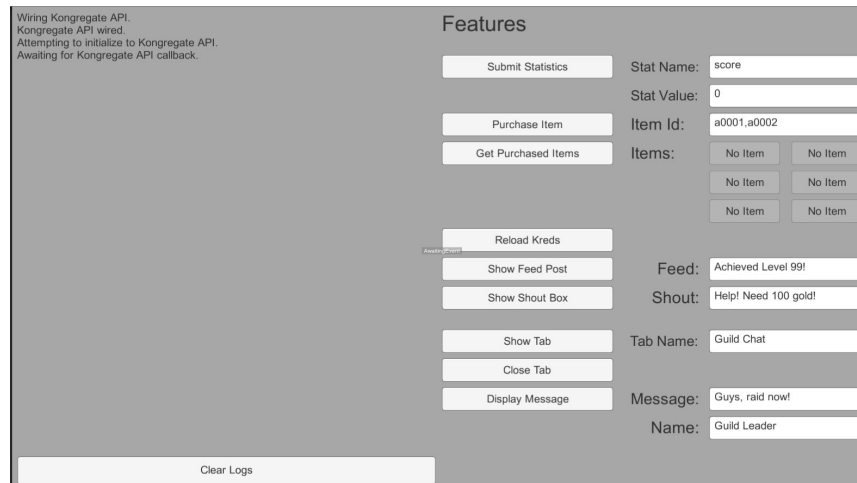 Wiring Kongregate API.
Kongregate API wired.
Attempting to initialize to Kongregate API.
Awaiting for Kongregate API callback.
Features
Submit Statistics Stat Name: score
Stat Value: 0
Purchase Item Item Id: a0001,a0002
Get Purchased Items Items: No Item No Item
No Item No Item
No Item No Item
Reload Kreds
Show Feed Post Feed: Achieved Level 99!
Show Shout Box Shout: Help! Need 100 gold!
Show Tab Tab Name: Guild Chat
Close Tab
Display Message Message: Guys, raid now!
Name: Guild Leader
Clear Logs